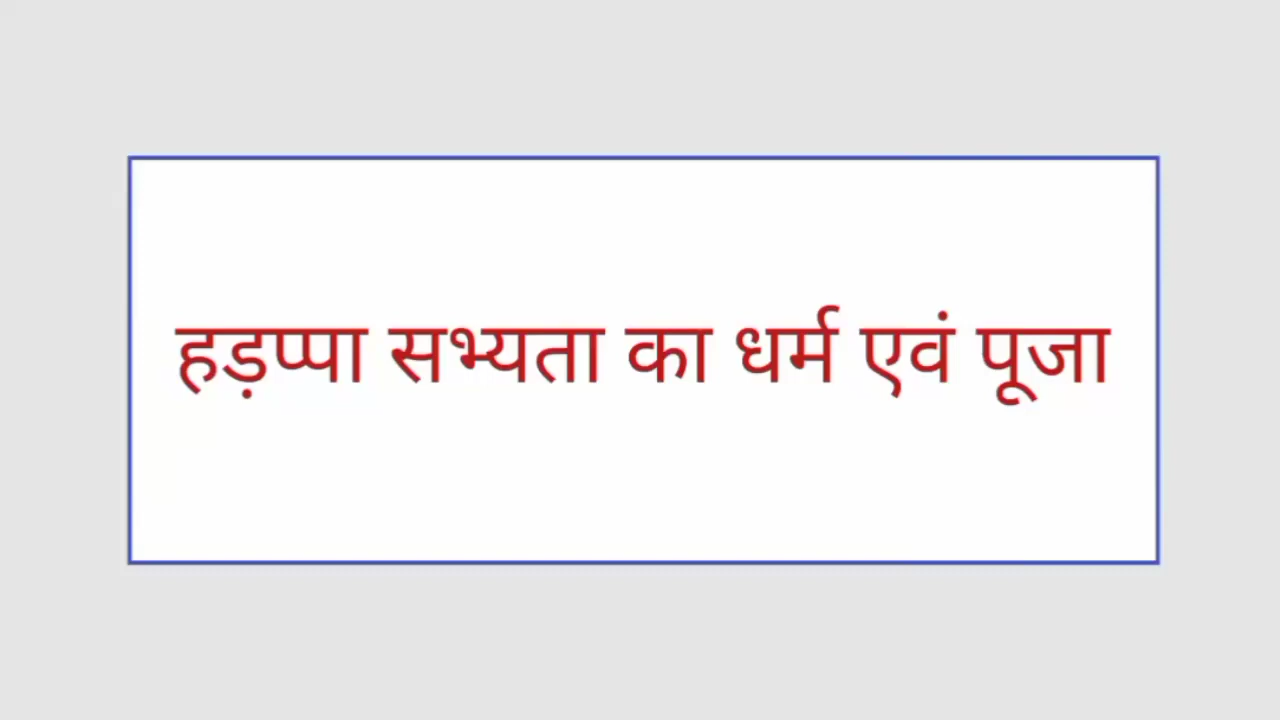 हड़प्पा सभ्यता का धर्म एवं पूजा